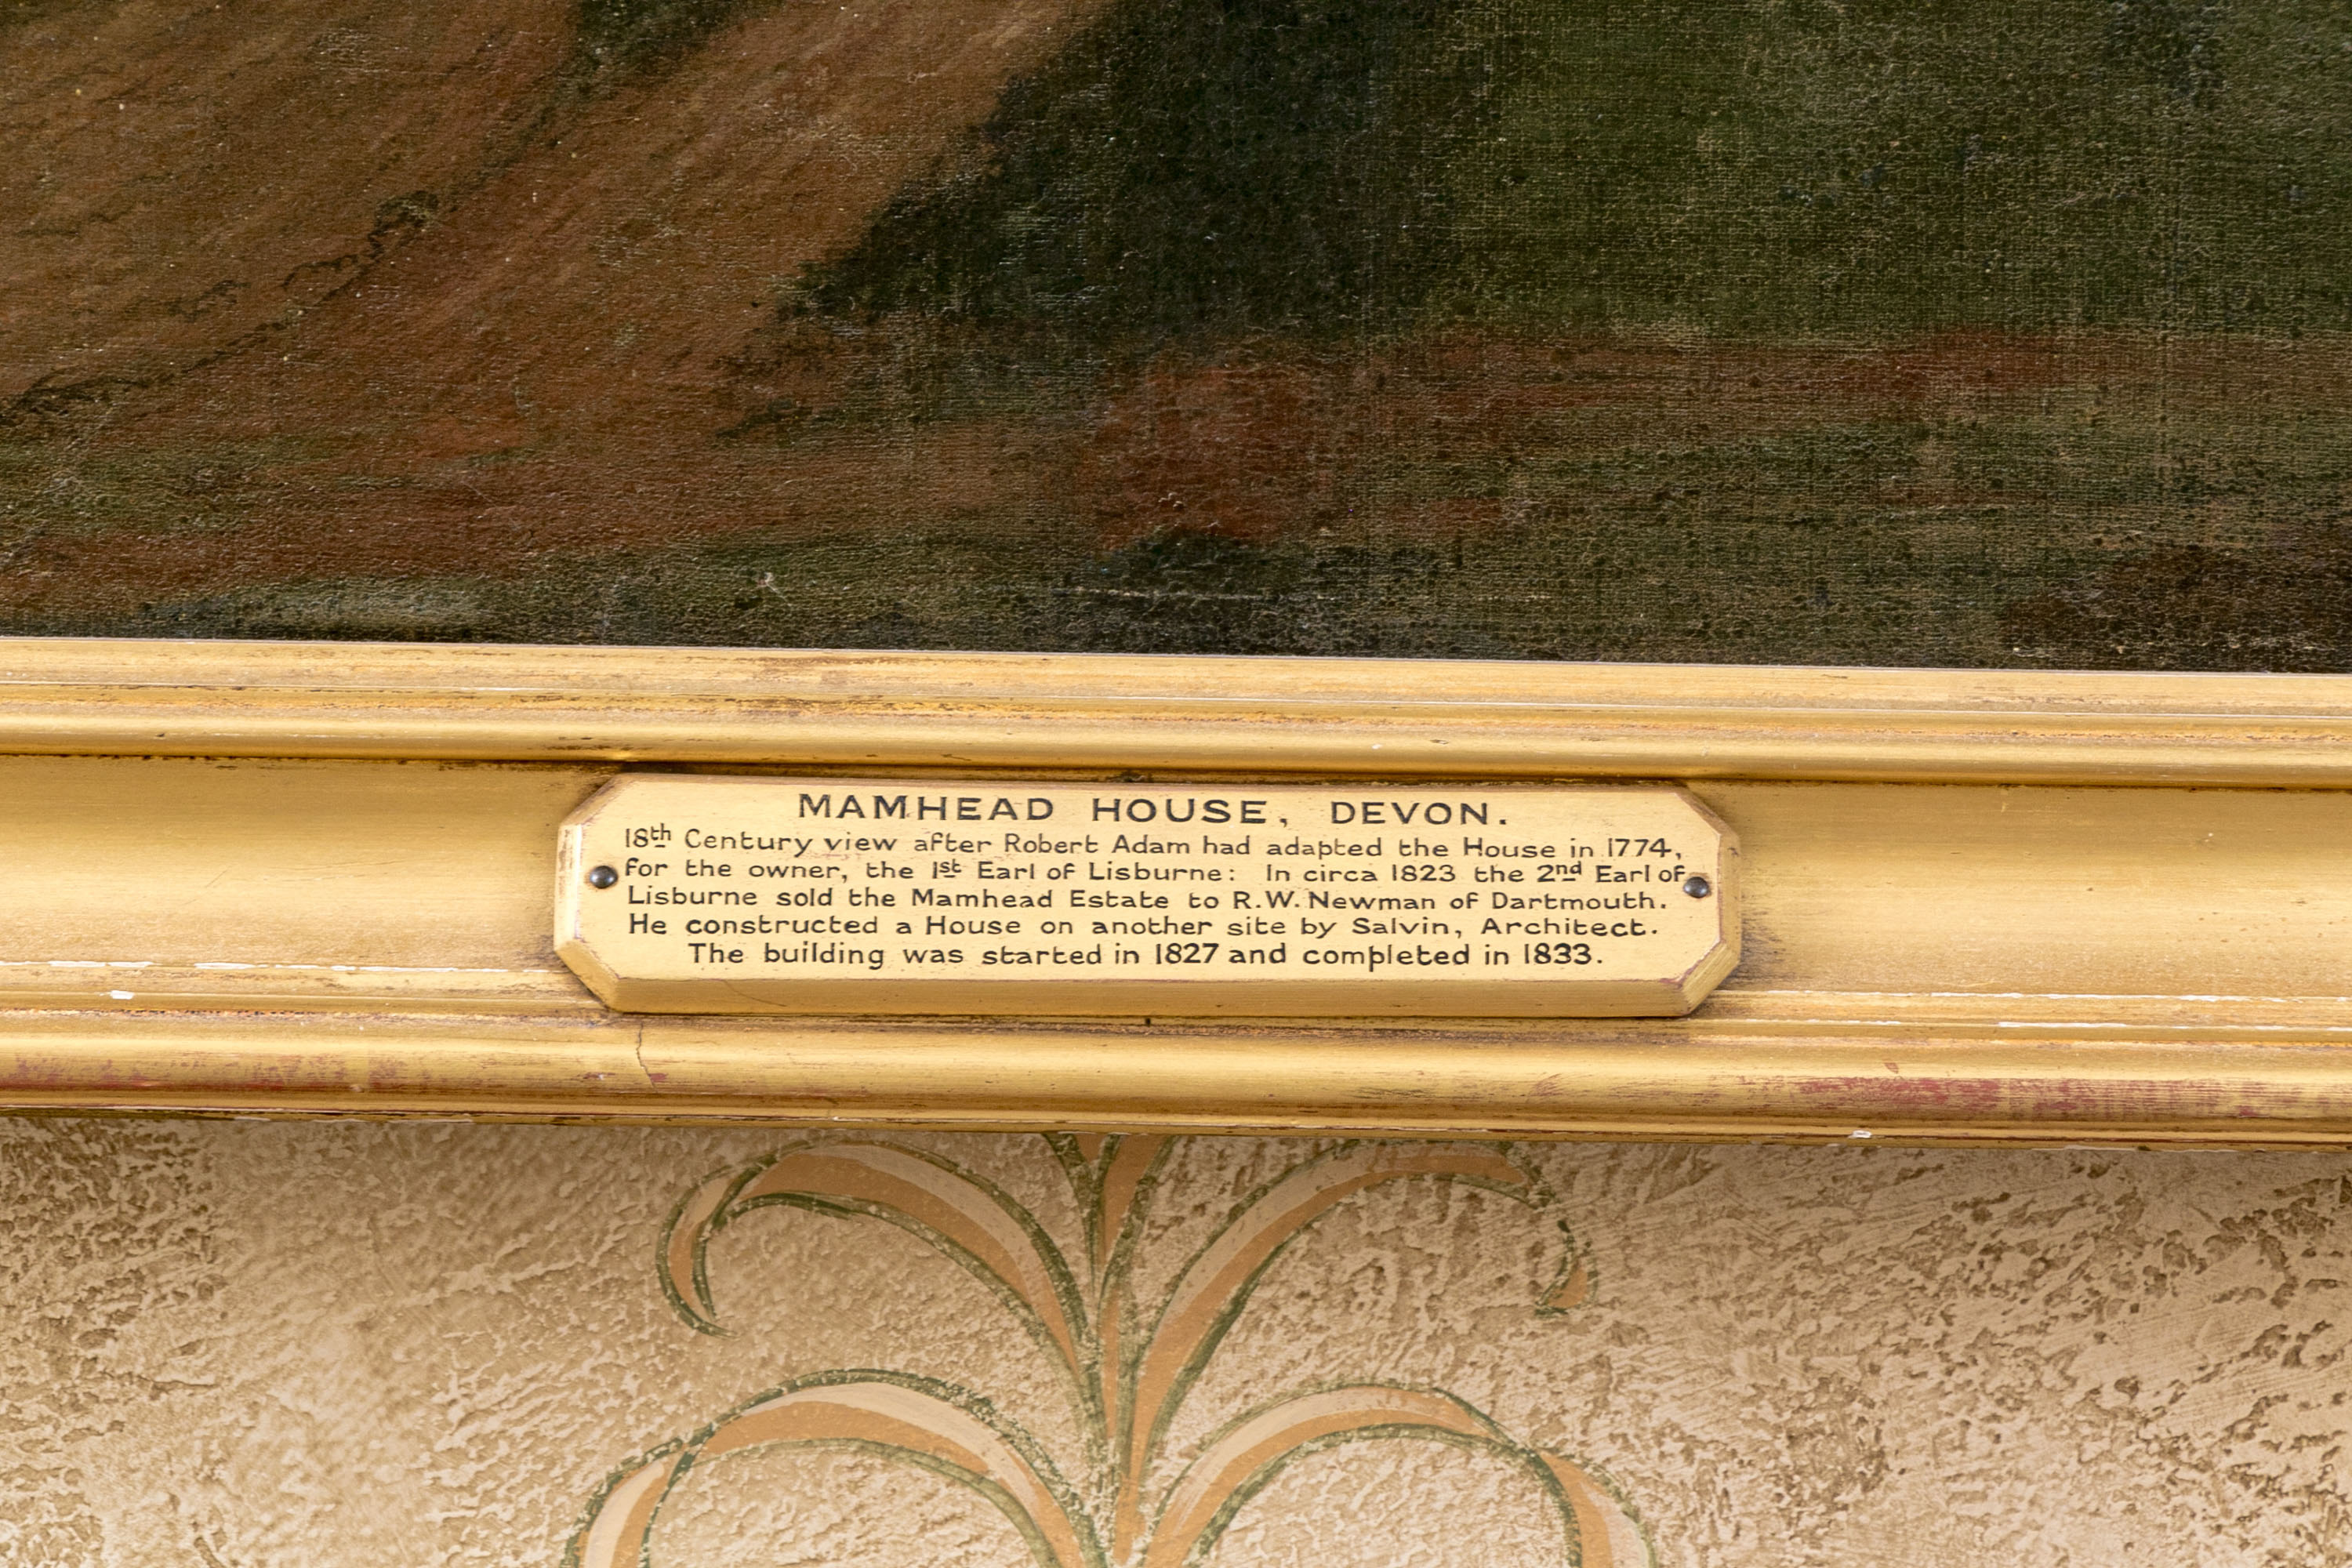 MAMHEAD HOUSE, DEVON.
18th Century view after Robert Adam had adapted the House in 1774,
for the owner, the 1st Earl of Lisburne: In circa 1823 the 2nd Earl of
Lisburne sold the Mamhead Estate to R.W. Newman of Dartmouth.
He constructed a House on another site by Salvin, Architect.
The building was started in 1827 and completed in 1833.